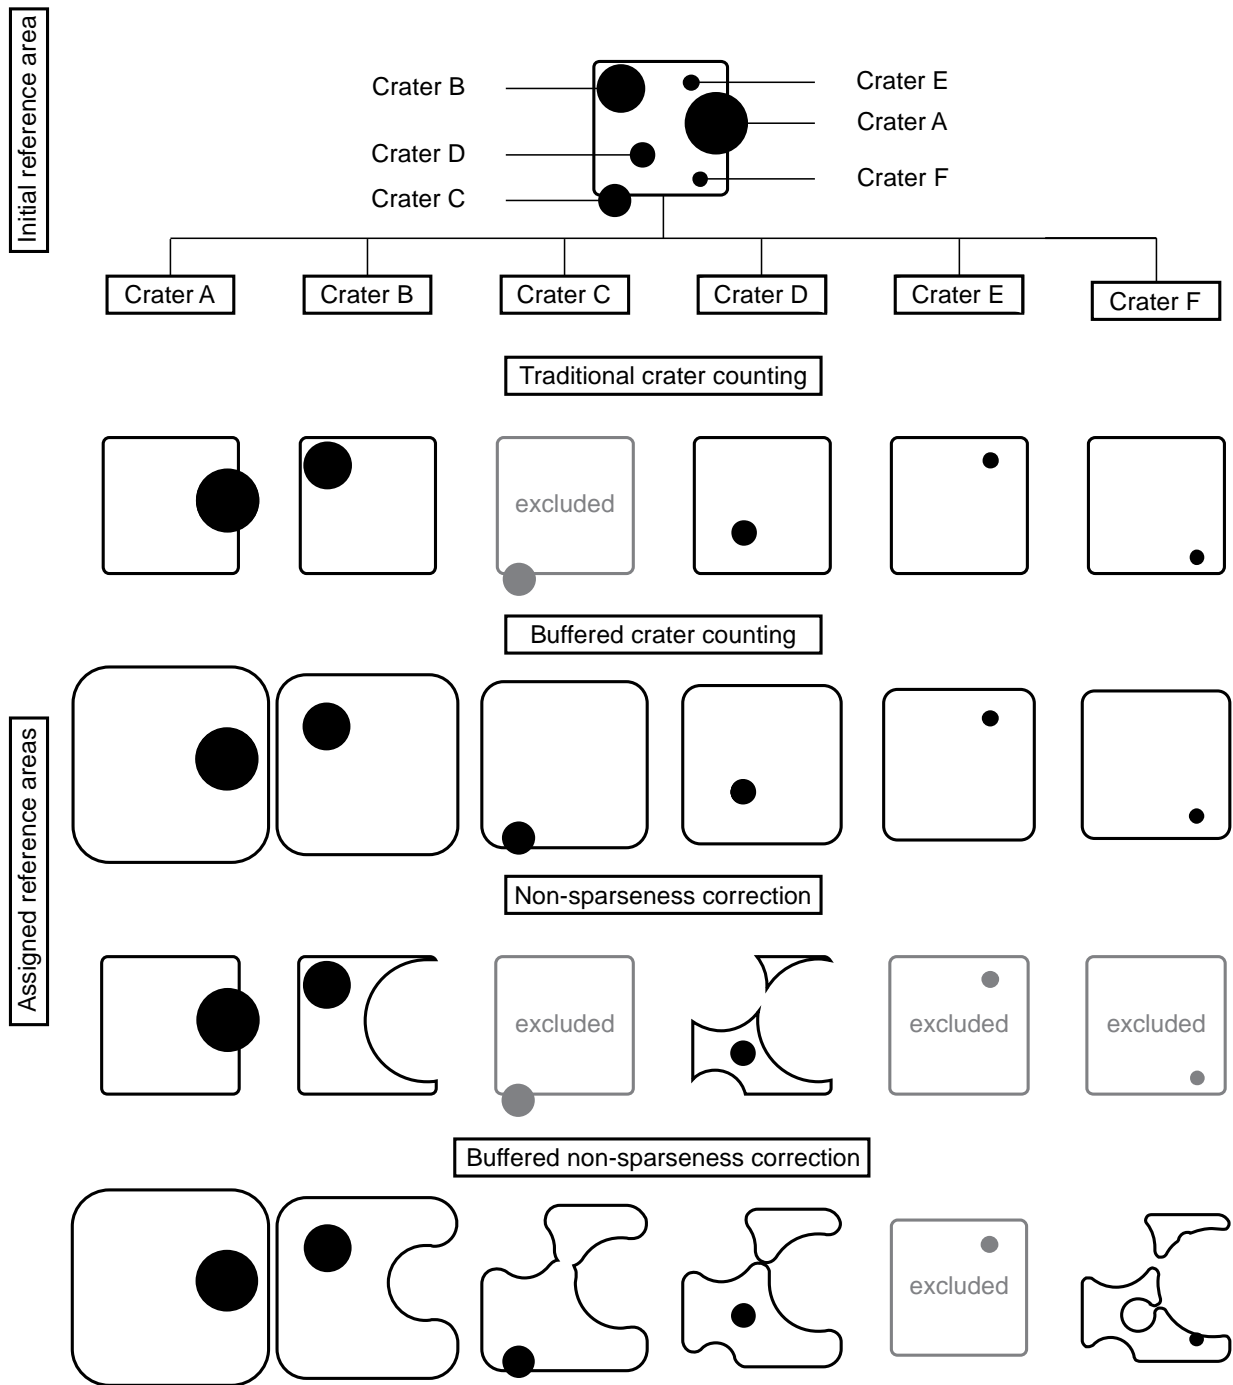 Initial reference area
Crater B
Crater E
Crater A
Crater D
Crater F
Crater C
Crater A
Crater B
Crater C
Crater D
Crater E
Crater F
Traditional crater counting
excluded
Buffered crater counting
Assigned reference areas
Non-sparseness correction
excluded
excluded
excluded
Buffered non-sparseness correction
excluded